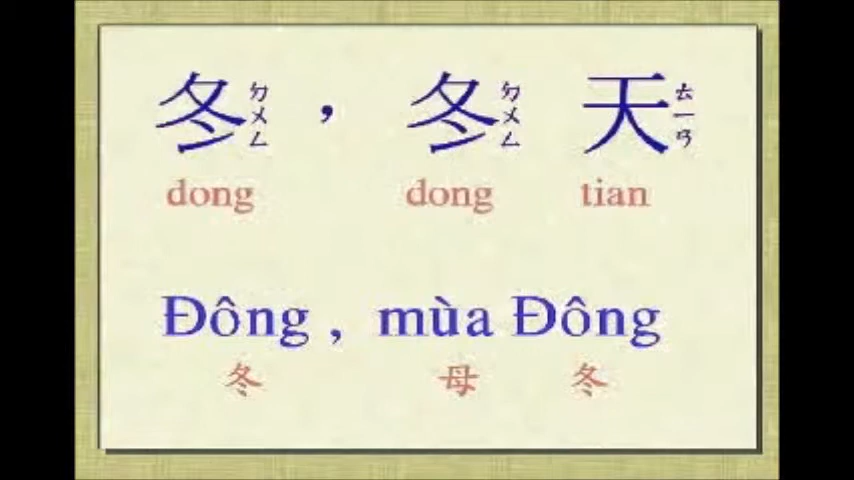 冬ㄉㄨㄥ , 冬ㄉㄨㄥ 天ㄊㄧㄢ
dong dong tian
Đông , mùa Đông
冬 母 冬